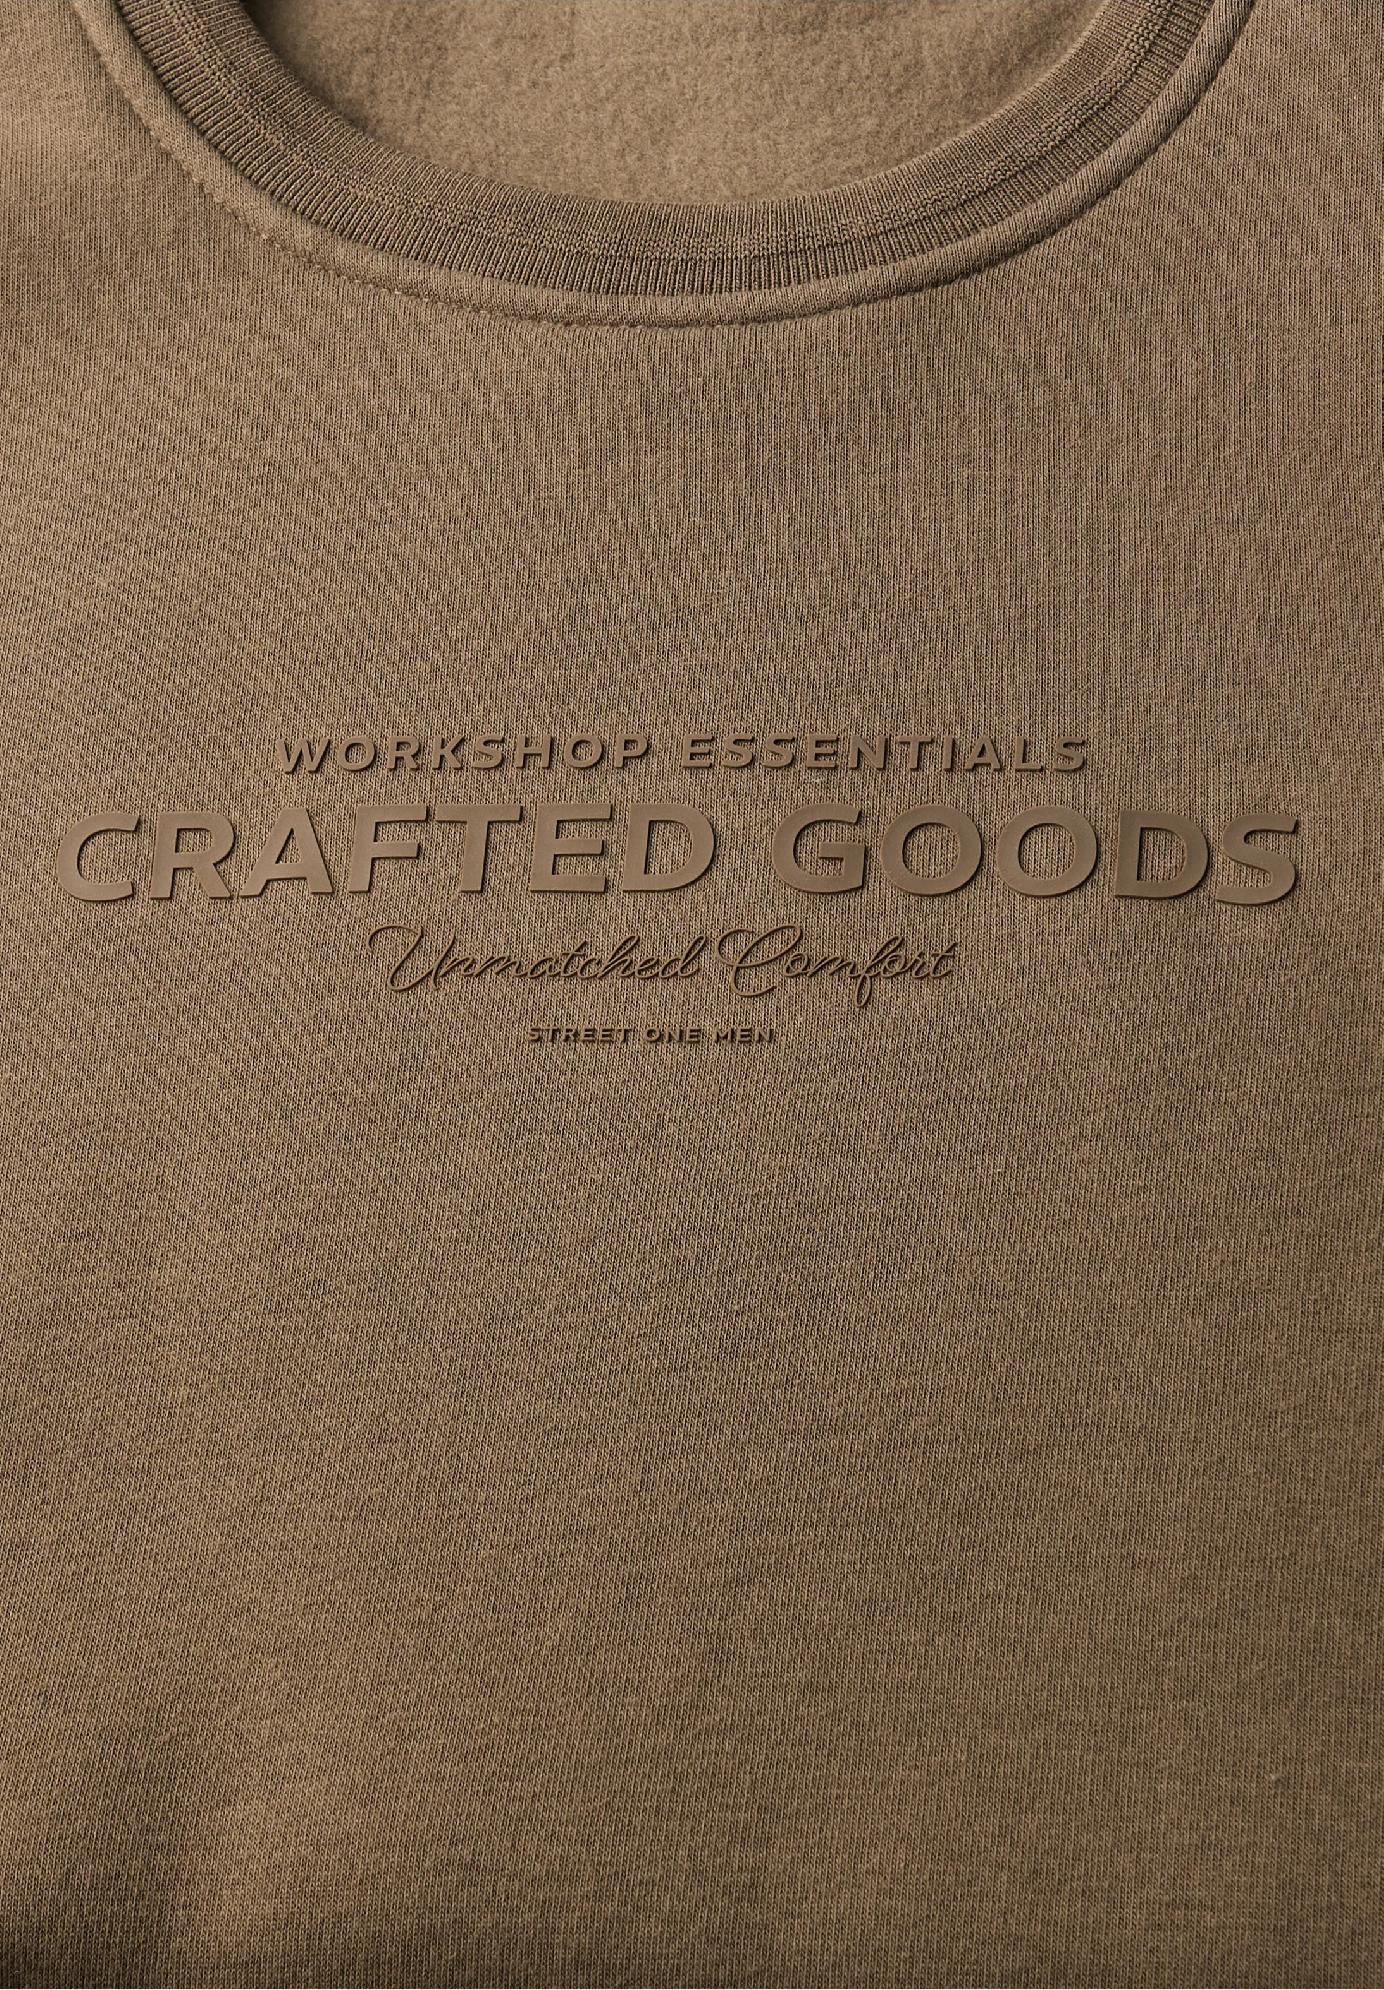 WORKSHOP ESSENTIALS
CRAFTED GOODS
Unmatched Comfort
STREET ONE MEN